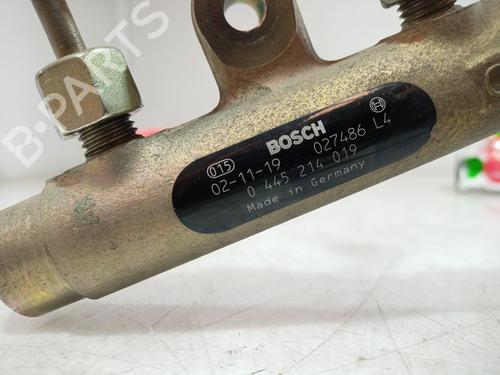 B-PARTS
BOSCH
015
02-11-19 027486 L4
0 445 214 019
Made in Germany